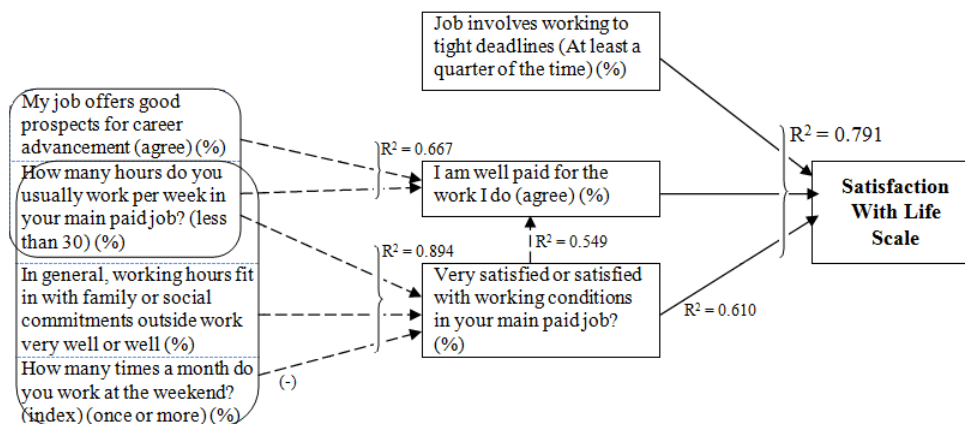 Job involves working to
tight deadlines (At least a
quarter of the time) (%)
My job offers good
prospects for career
advancement (agree) (%)
How many hours do you
usually work per week in
your main paid job? (less
than 30) (%)
In general, working hours fit
in with family or social
commitments outside work
very well or well (%)
How many times a month do
you work at the weekend?
(index) (once or more) (%)
(-)
R² = 0.667
I am well paid for the
work I do (agree) (%)
R² = 0.549
R² = 0.894
Very satisfied or satisfied
with working conditions
in your main paid job?
(%)
R² = 0.791
R² = 0.610
Satisfaction
With Life
Scale